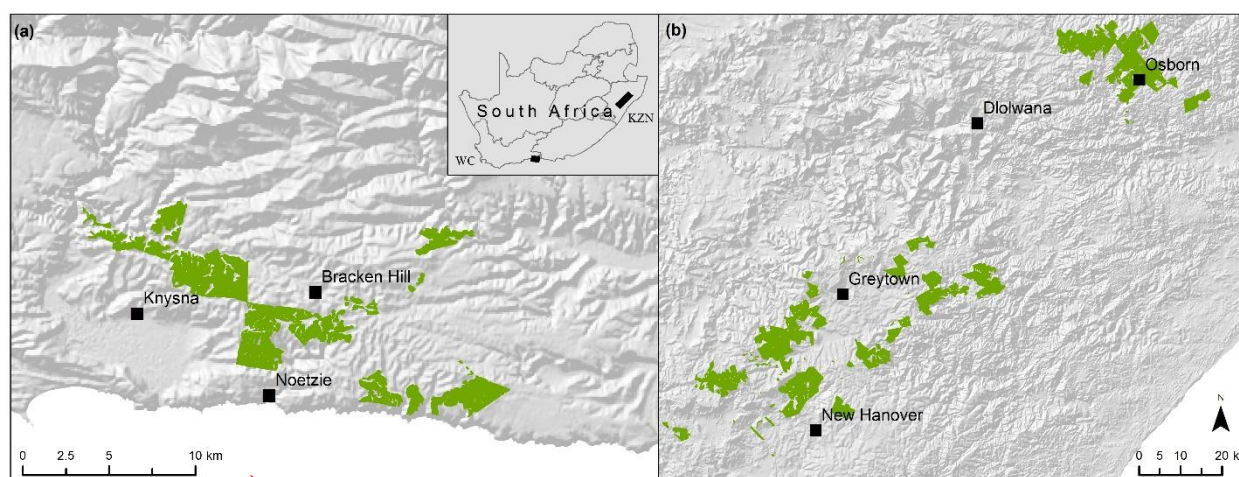 (a)
South Africa
KZN
WC
Bracken Hill
Knysna
Noetzie
0 2.5 5 10 km
(b)
Osborn
Dlolwana
Greytown
New Hanover
N
0 5 10 20 km